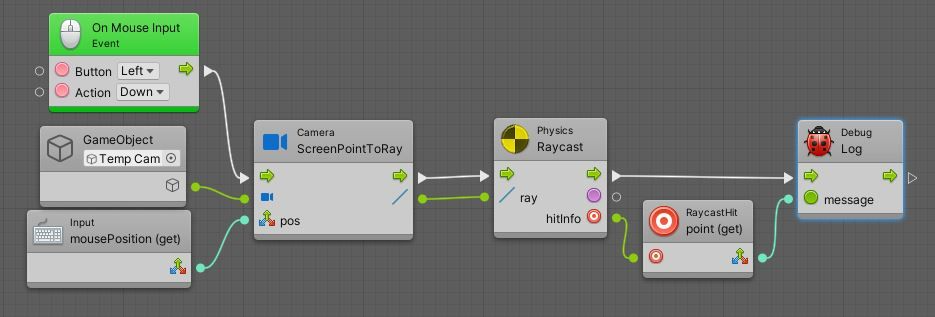 On Mouse Input
Event
Button Left
Action Down
GameObject
Temp Cam
Input
mousePosition (get)
Camera
ScreenPointToRay
pos
Physics
Raycast
ray
hitInfo
RaycastHit
point (get)
Debug
Log
message